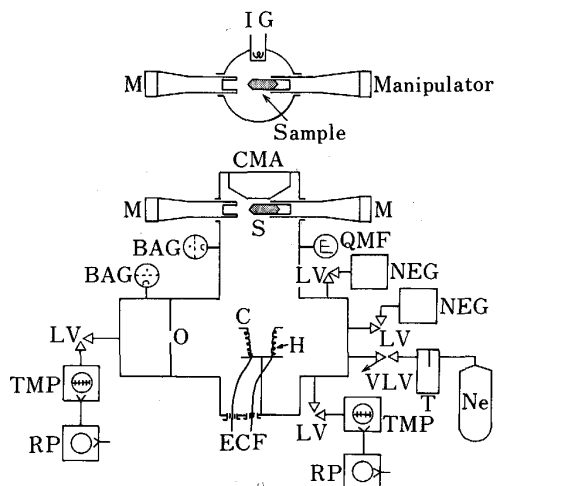 IG
M Manipulator
Sample
CMA
M M
S
BAG QMF
BAG LV NEG
NEG
C LV
LV O H
VLV
TMP T Ne
ECF LV TMP
RP
RP